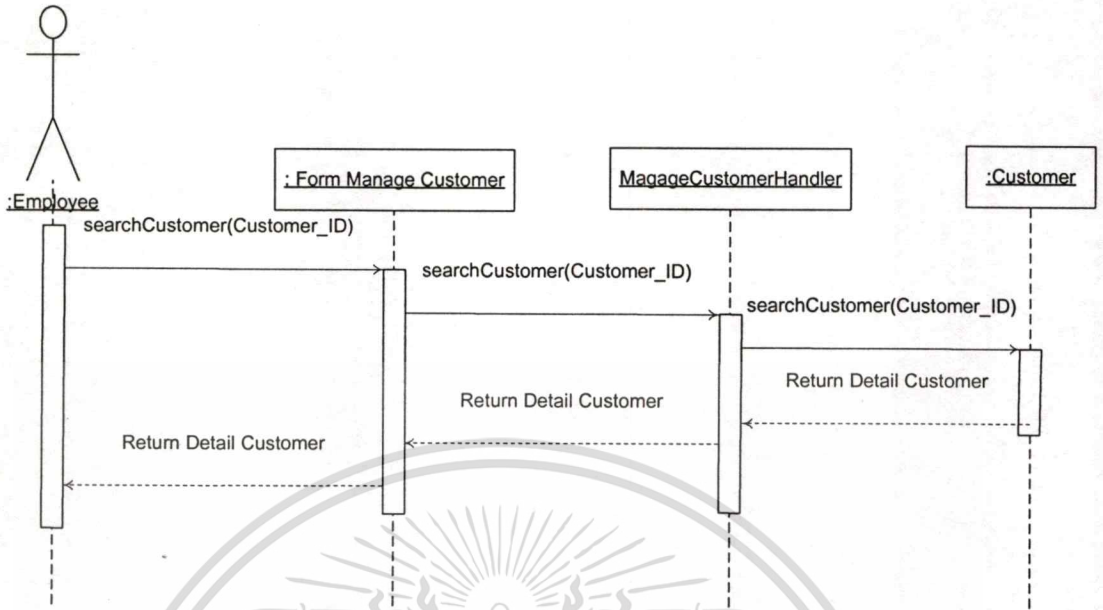 : Form Manage Customer
MagageCustomerHandler
:Customer
:Employee
searchCustomer(Customer_ID)
searchCustomer(Customer_ID)
searchCustomer(Customer_ID)
Return Detail Customer
Return Detail Customer
Return Detail Customer